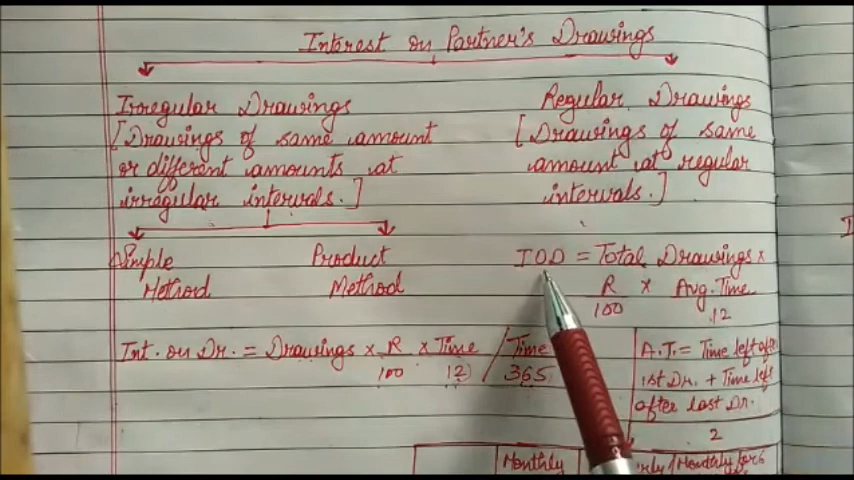 Interest on Partner's Drawings
Irregular Drawings
[Drawings of same amount
or different amounts at
irregular intervals.]
Simple
Method
Product
Method
Int. on Dr. = Drawings × R/100 × Time/12 / Time/365
Regular Drawings
[Drawings of same
amount at regular
intervals.]
IOD = Total Drawings ×
R/100 × Avg. Time/12
A.T. = Time left after
1st Dr. + Time left
after last Dr.
2
Monthly